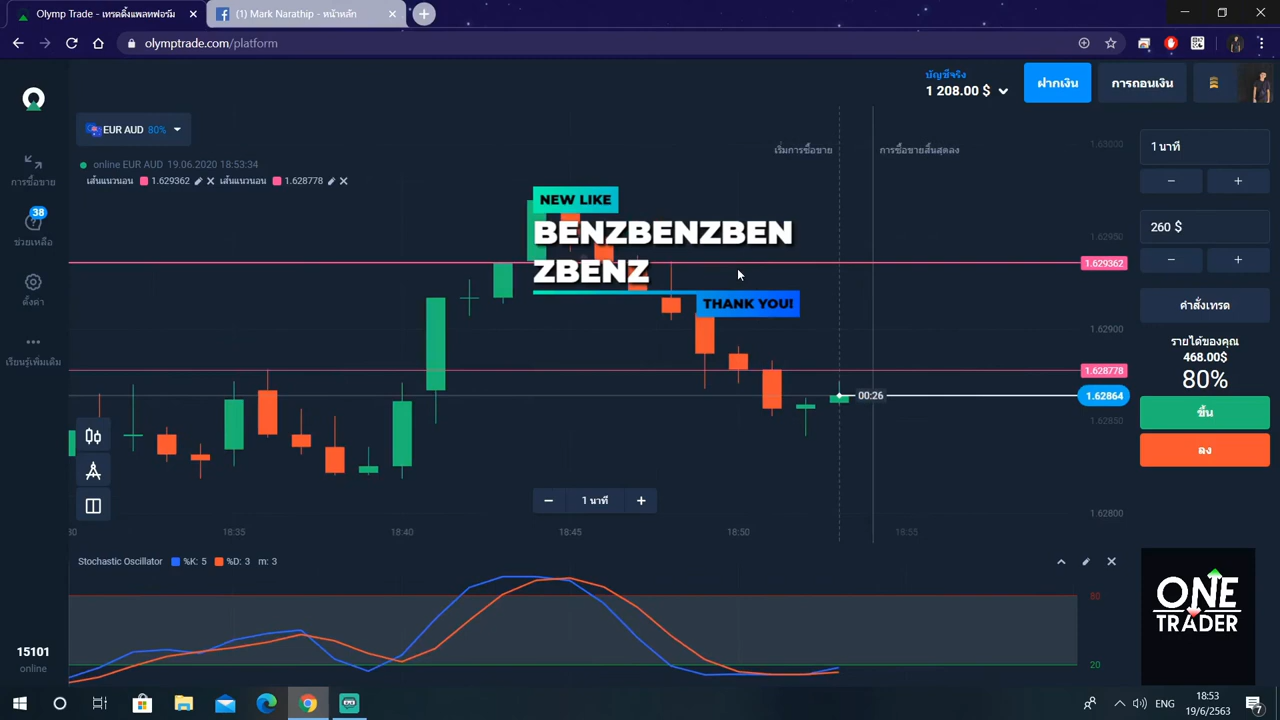 Olymp Trade - เทรดดิ้งแพลทฟอร์ม
(1) Mark Narathip - หน้าหลัก
olymptrade.com/platform
บัญชีจริง
1 208.00 $
ฝากเงิน
การถอนเงิน
EUR AUD 80%
online EUR AUD 19.06.2020 18:53:34
เส้นแนวนอน 1.629362 เส้นแนวนอน 1.628778
การซื้อขาย
38
ช่วยเหลือ
ตั้งค่า
เรียนรู้เพิ่มเติม
15101
online
เริ่มการซื้อขาย
การซื้อขายสิ้นสุดลง
NEW LIKE
BENZBENZBEN
ZBENZ
THANK YOU!
1.63000
1.62950
1.629362
1.62900
1.628778
1.62864
1.62850
1.62800
00:26
1 นาที
18:35
18:40
18:45
18:50
18:55
1 นาที
260 $
คำสั่งเทรด
รายได้ของคุณ
468.00$
80%
ขึ้น
ลง
Stochastic Oscillator %K: 5 %D: 3 m: 3
80
20
ONE
TRADER
ENG
18:53
19/6/2563
7